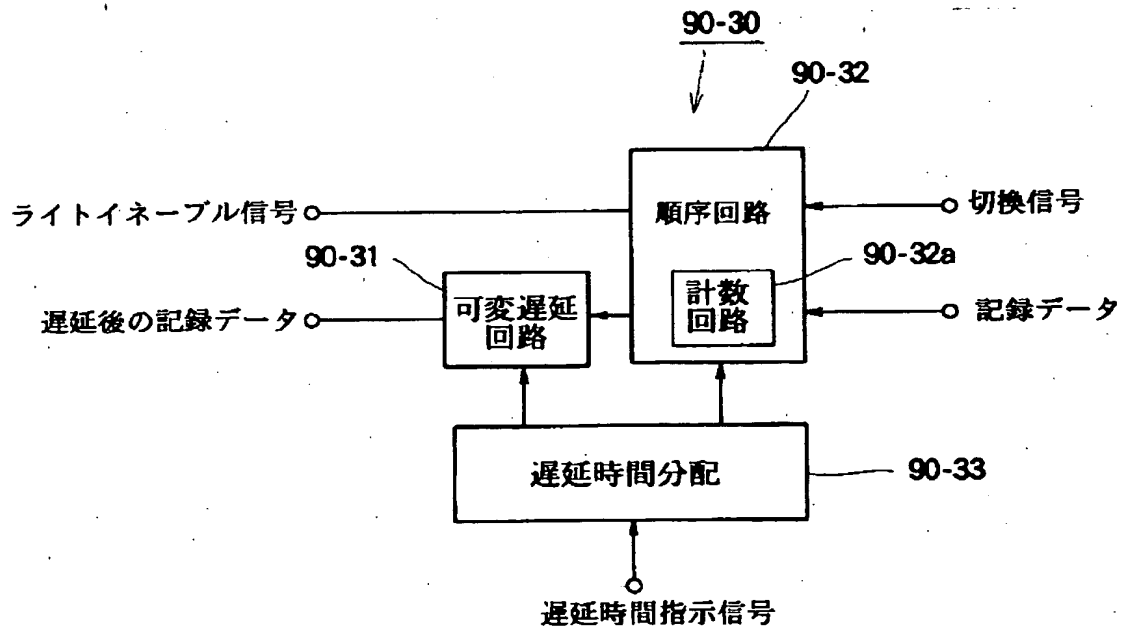 90-30
90-32
ライトイネーブル信号
順序回路
切換信号
90-31
90-32a
遅延後の記録データ
可変遅延
回路
計数
回路
記録データ
遅延時間分配
90-33
遅延時間指示信号